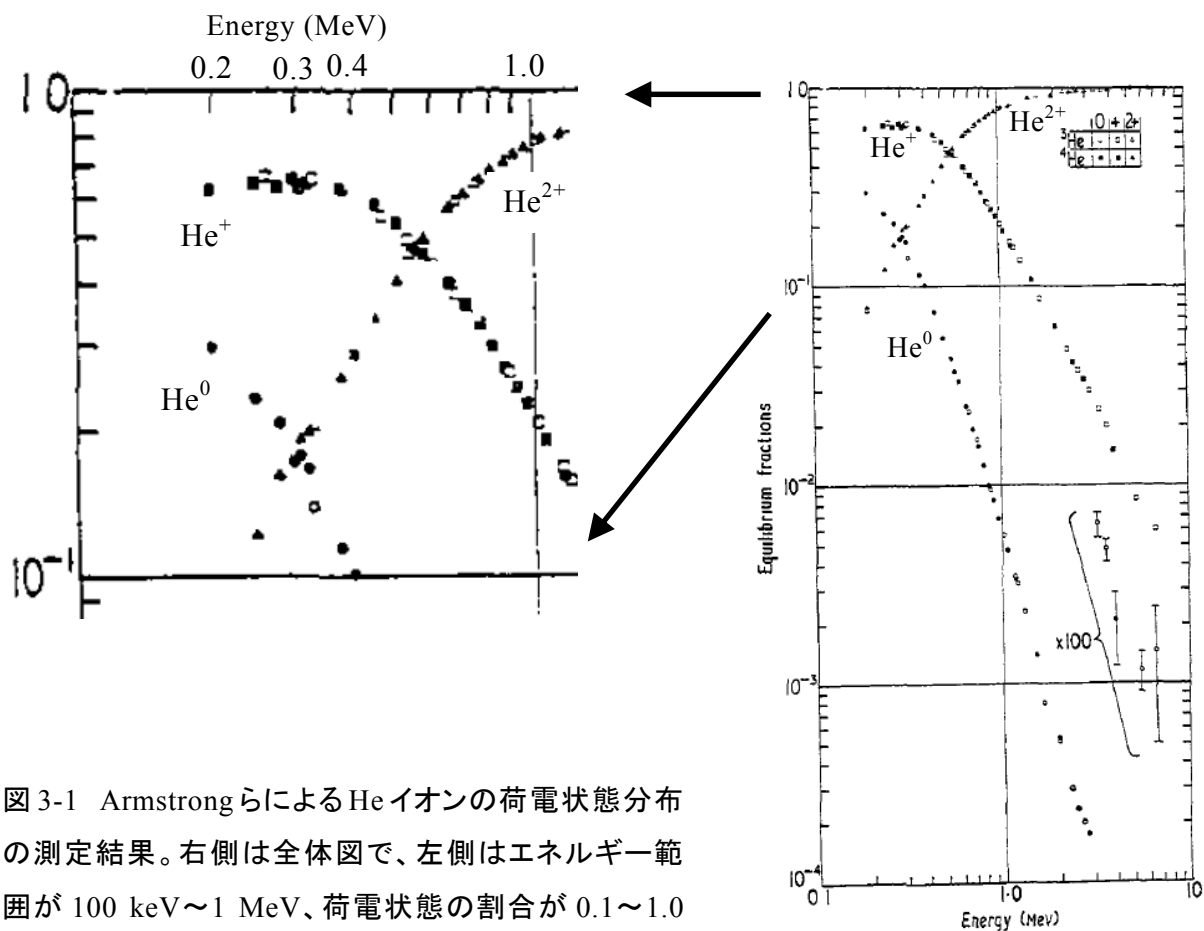 Energy (MeV)
0.2 0.3 0.4 1.0
1.0
He⁺
He²⁺
He⁰
10⁻¹
1.0
He⁺
He²⁺
0 + 2+
³He
⁴He
10⁻¹
He⁰
Equilibrium fractions
10⁻²
x100
10⁻³
10⁻⁴
0.1 1.0 10
Energy (MeV)
図 3-1 Armstrong らによる He イオンの荷電状態分布
の測定結果。右側は全体図で、左側はエネルギー範
囲が 100 keV～1 MeV、荷電状態の割合が 0.1～1.0